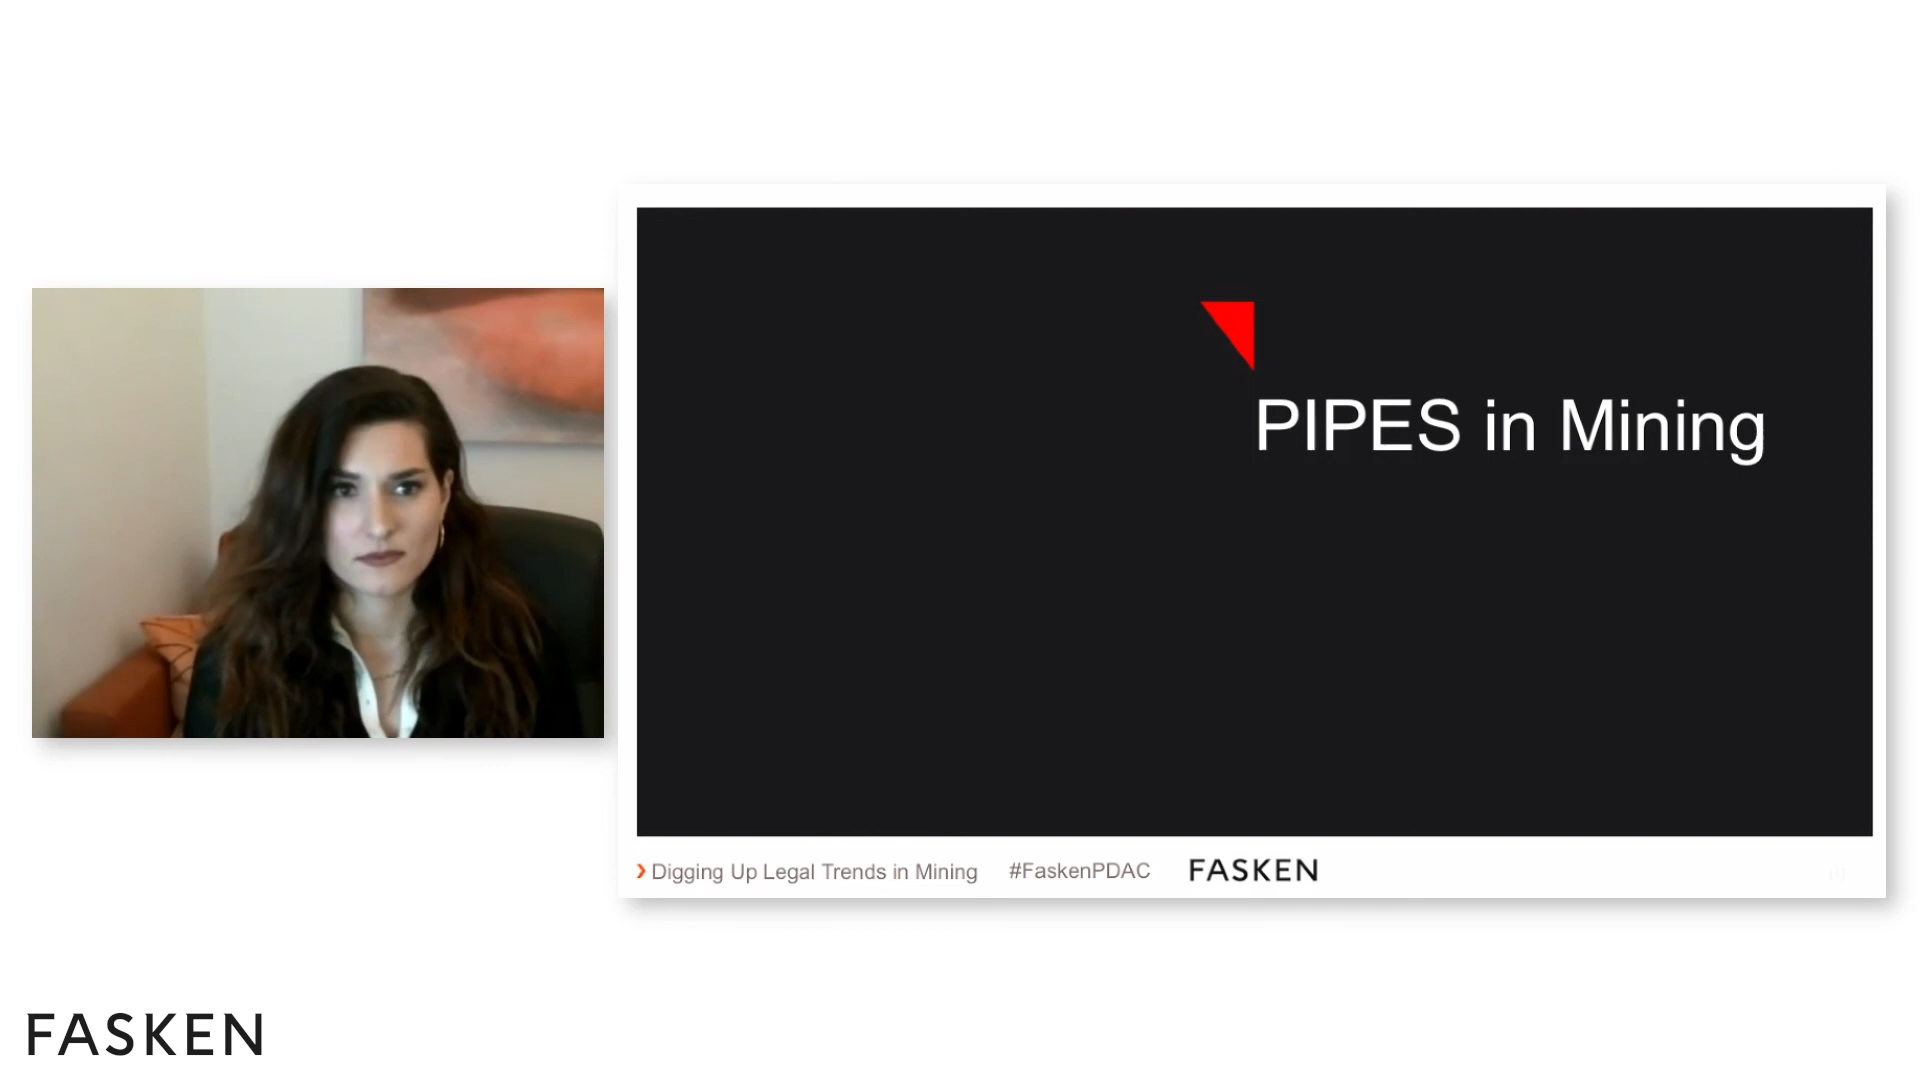 PIPES in Mining
Digging Up Legal Trends in Mining #FaskenPDAC FASKEN
FASKEN